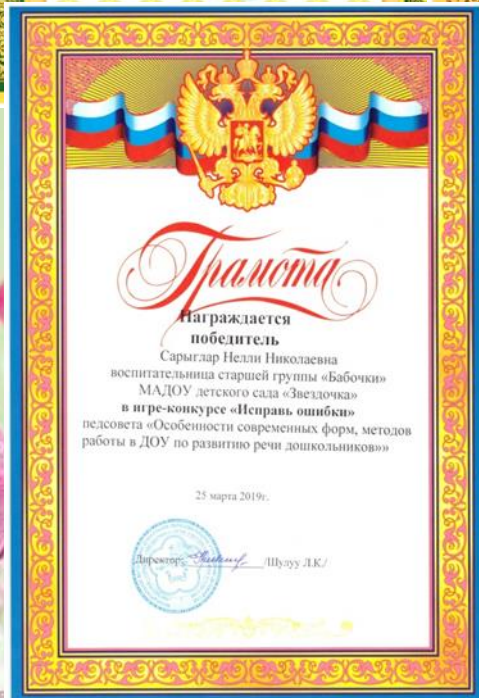 Грамота
Награждается
победитель
Сарыглар Нелли Николаевна
воспитательница старшей группы «Бабочки»
МАДОУ детского сада «Звездочка»
в игре-конкурсе «Исправь ошибки»
педсовета «Особенности современных форм, методов
работы в ДОУ по развитию речи дошкольников»»
25 марта 2019г.
Директор: /Шулуу Л.К./